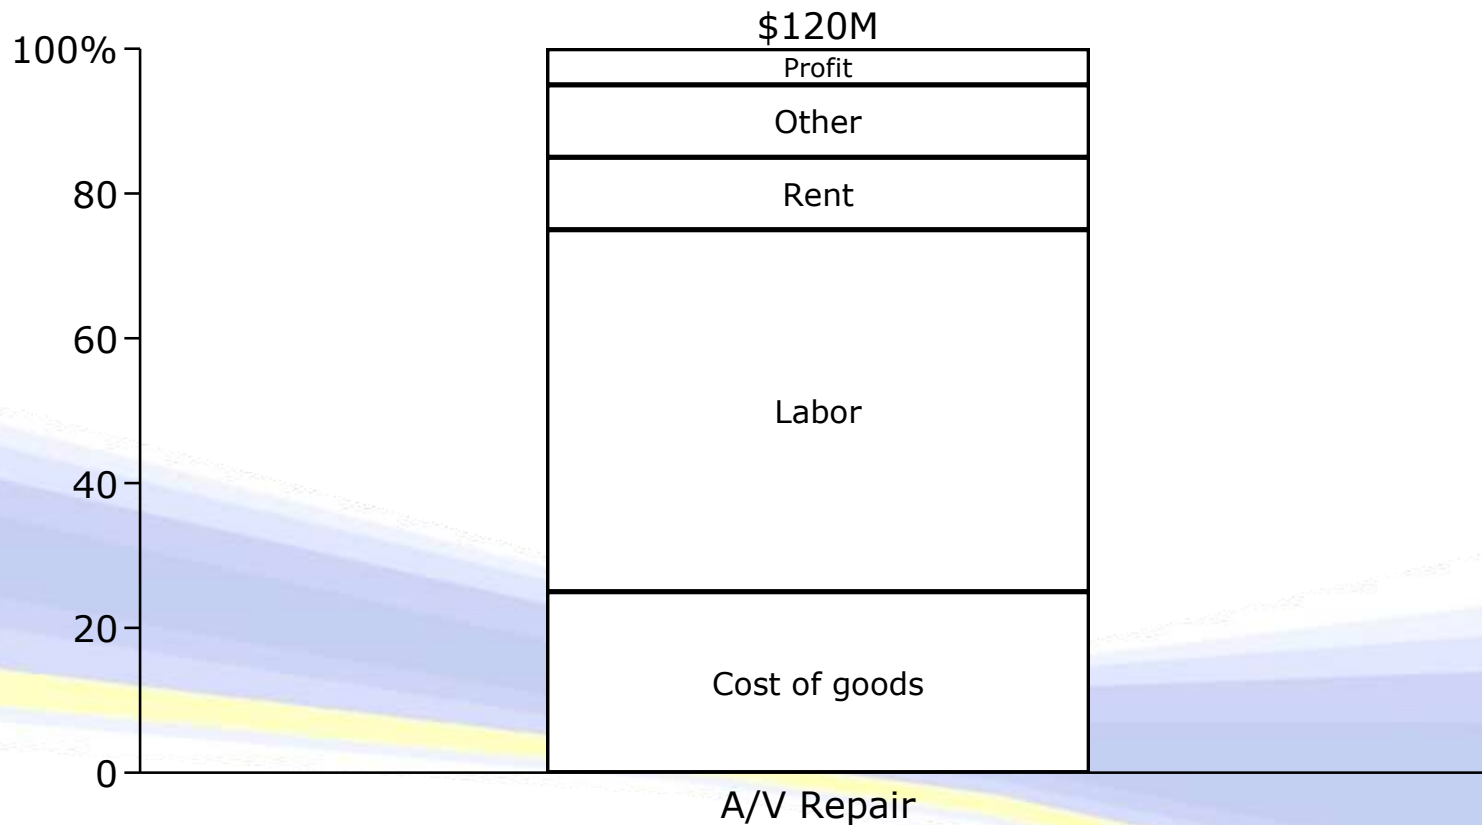 $120M
100%
80
60
40
20
0
Profit
Other
Rent
Labor
Cost of goods
A/V Repair